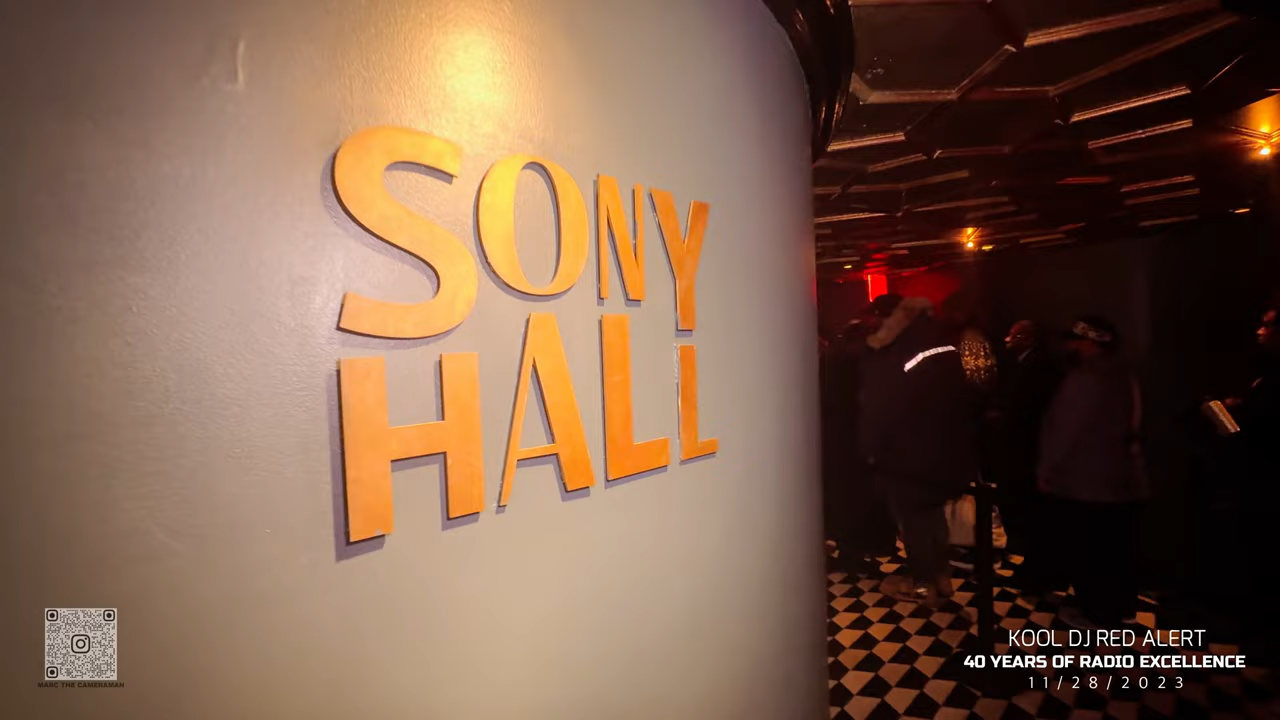 SONY
HALL
MARC THE CAMERAMAN
KOOL DJ RED ALERT
40 YEARS OF RADIO EXCELLENCE
11/28/2023